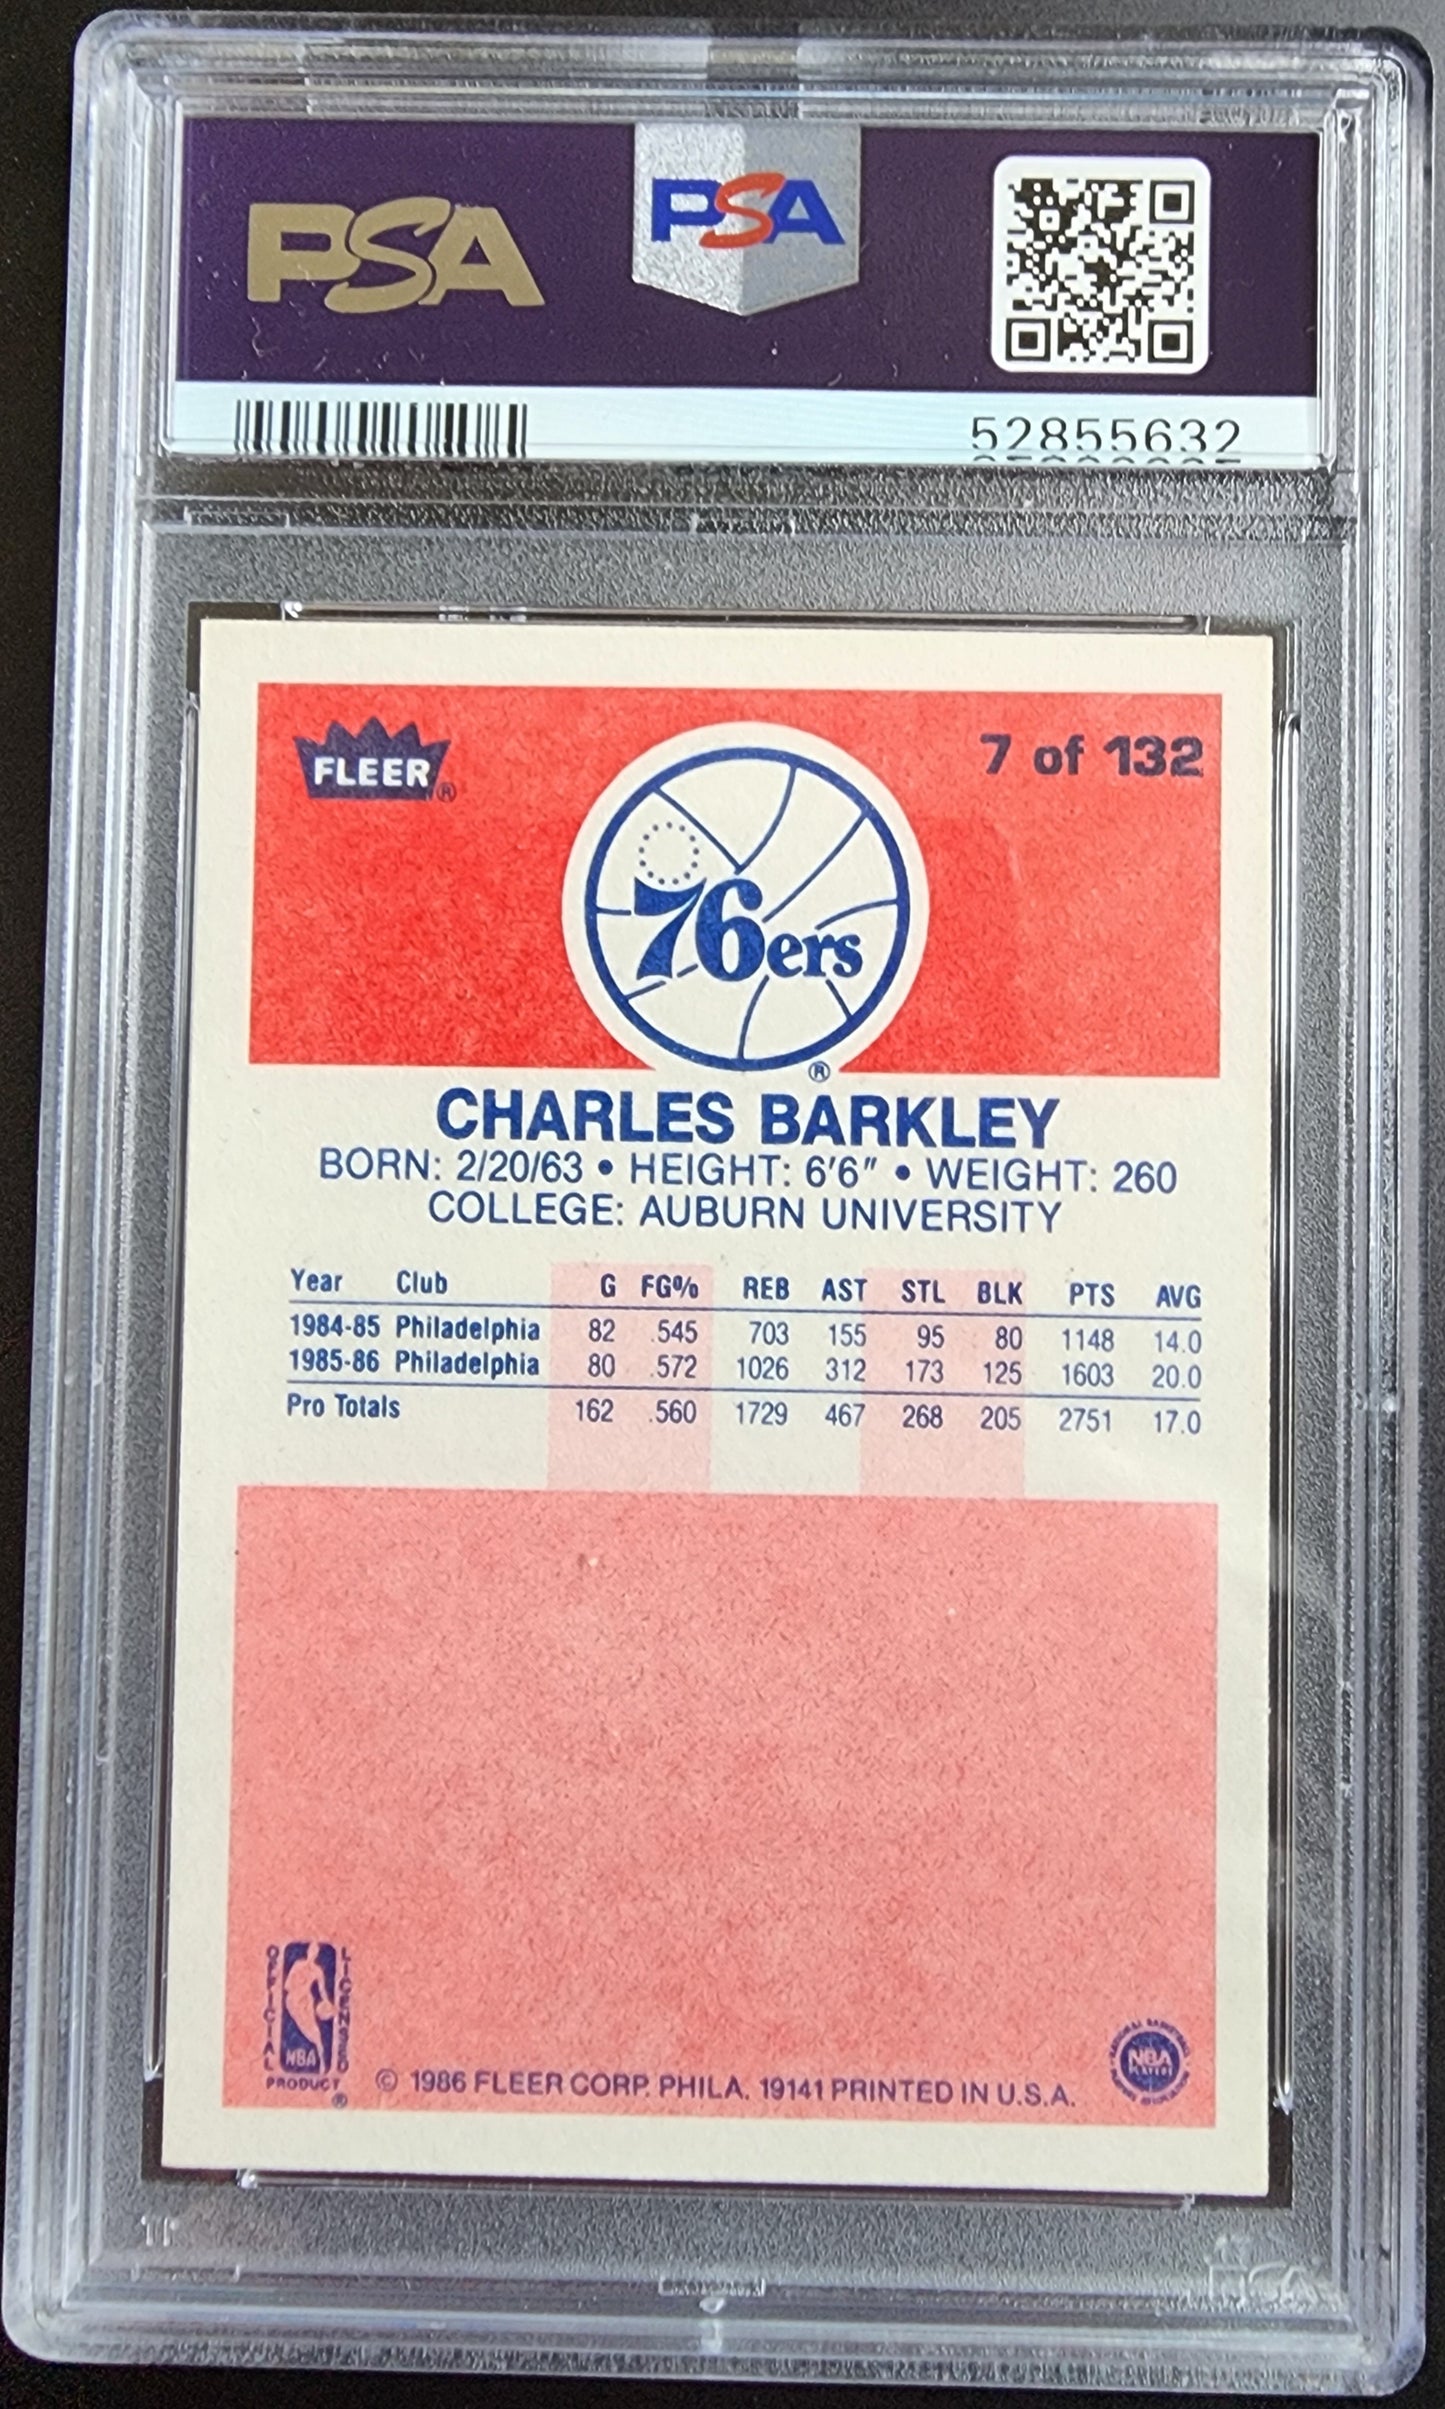 PSA PSA
52855632
FLEER® 7 of 132
76ers
®
CHARLES BARKLEY
BORN: 2/20/63 • HEIGHT: 6'6" • WEIGHT: 260
COLLEGE: AUBURN UNIVERSITY
Year Club G FG% REB AST STL BLK PTS AVG
1984-85 Philadelphia 82 .545 703 155 95 80 1148 14.0
1985-86 Philadelphia 80 .572 1026 312 173 125 1603 20.0
Pro Totals 162 .560 1729 467 268 205 2751 17.0
OFFICIAL LICENSED
NBA
PRODUCT ®
© 1986 FLEER CORP. PHILA. 19141 PRINTED IN U.S.A.
NATIONAL BASKETBALL
NBA
PLAYERS